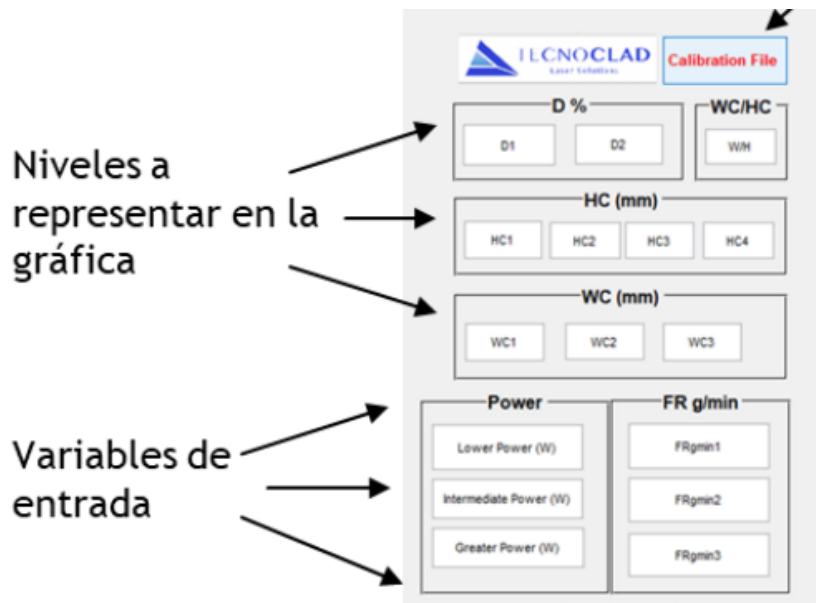 TECNOCLAD
Laser Solutions
Calibration File
D %
WC/HC
D1
D2
W/H
Niveles a
representar en la
gráfica
HC (mm)
HC1
HC2
HC3
HC4
WC (mm)
WC1
WC2
WC3
Variables de
entrada
Power
Lower Power (W)
Intermediate Power (W)
Greater Power (W)
FR g/min
FRgmin1
FRgmin2
FRgmin3